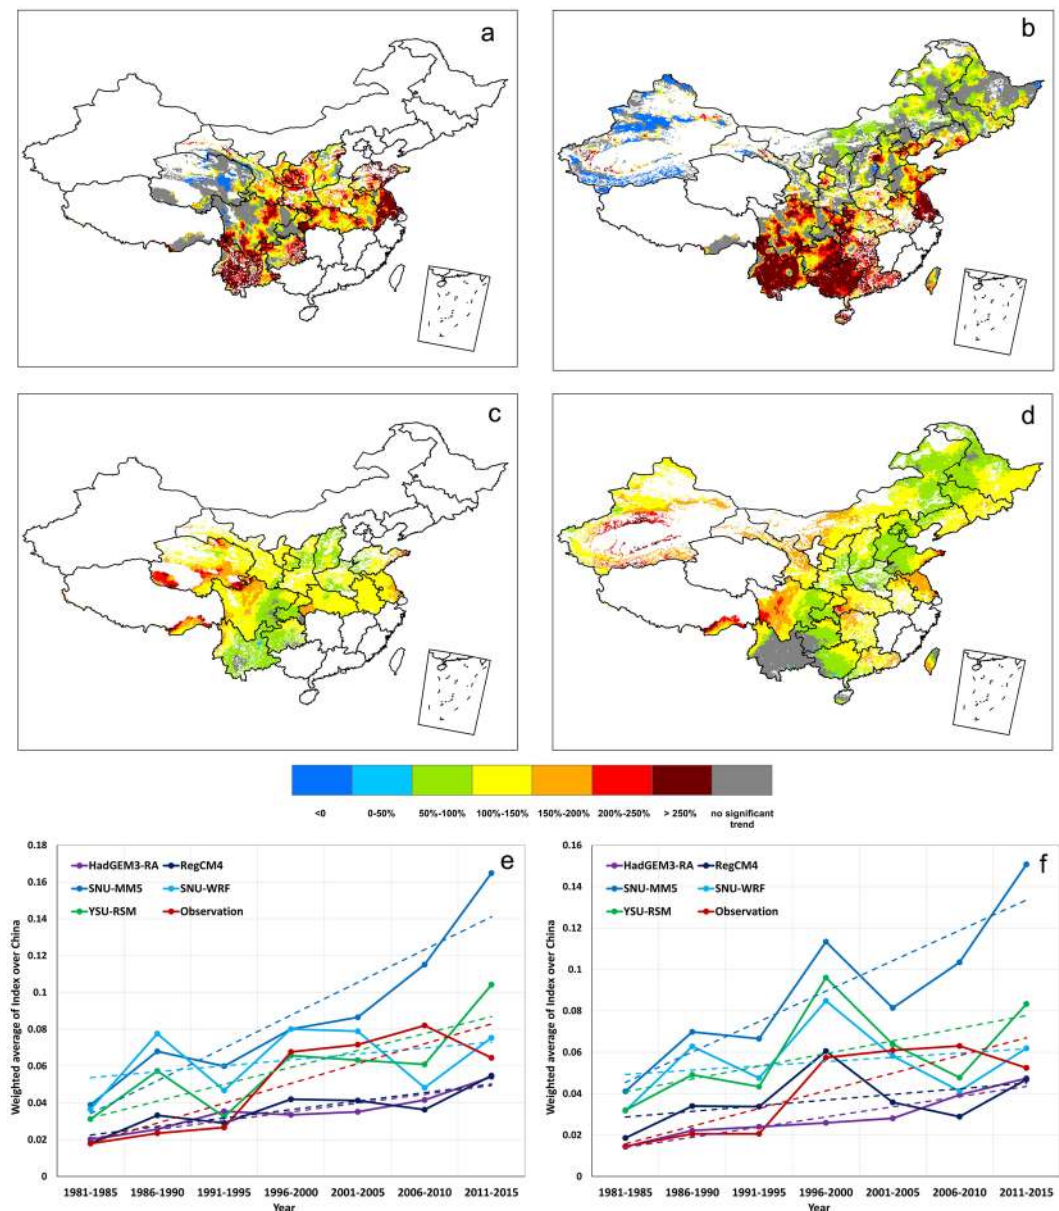 a
b
c
d
<0
0-50%
50%-100%
100%-150%
150%-200%
200%-250%
> 250%
no significant
trend
e
Weighted average of Index over China
0.18
0.16
0.14
0.12
0.1
0.08
0.06
0.04
0.02
0
HadGEM3-RA
RegCM4
SNU-MM5
SNU-WRF
YSU-RSM
Observation
1981-1985
1986-1990
1991-1995
1996-2000
2001-2005
2006-2010
2011-2015
Year
f
Weighted average of Index over China
0.16
0.14
0.12
0.1
0.08
0.06
0.04
0.02
0
HadGEM3-RA
RegCM4
SNU-MM5
SNU-WRF
YSU-RSM
Observation
1981-1985
1986-1990
1991-1995
1996-2000
2001-2005
2006-2010
2011-2015
Year